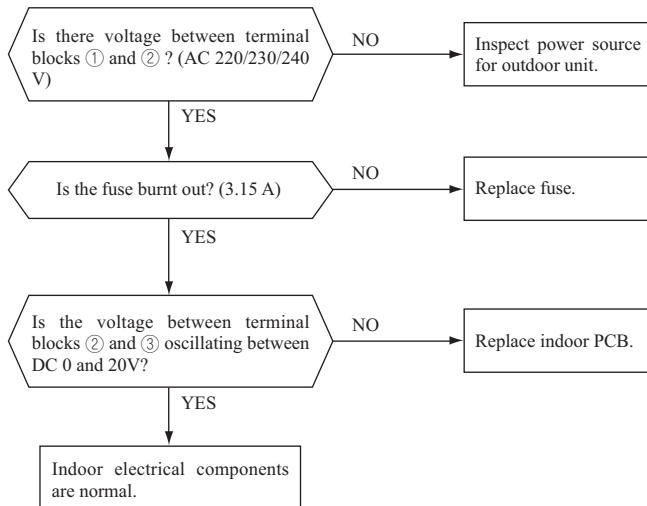 Is there voltage between terminal
blocks ① and ② ? (AC 220/230/240
V)
NO
Inspect power source
for outdoor unit.
YES
Is the fuse burnt out? (3.15 A)
NO
Replace fuse.
YES
Is the voltage between terminal
blocks ② and ③ oscillating between
DC 0 and 20V?
NO
Replace indoor PCB.
YES
Indoor electrical components
are normal.